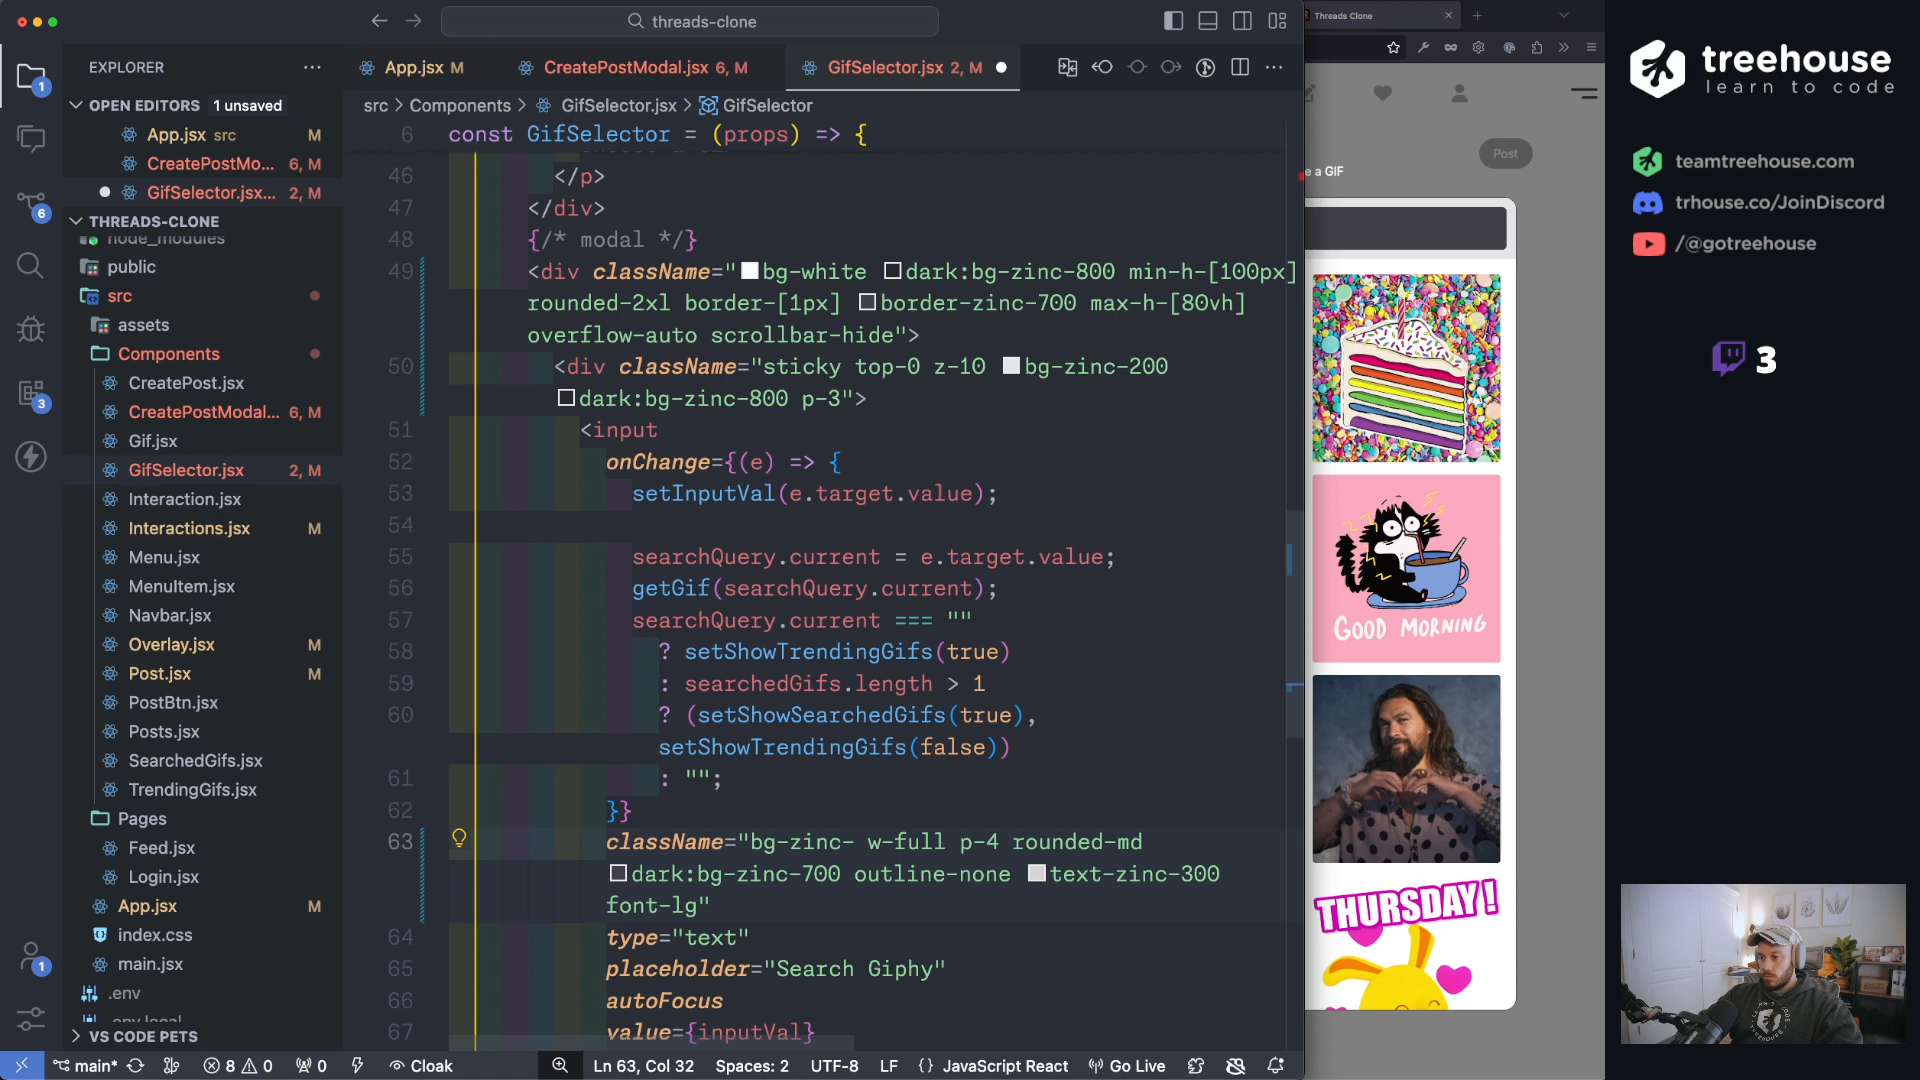 threads-clone
Threads Clone
treehouse
learn to code
teamtreehouse.com
trhouse.co/JoinDiscord
/@gotreehouse
3
EXPLORER
OPEN EDITORS 1 unsaved
App.jsx src M
CreatePostMo... 6, M
GifSelector.jsx... 2, M
THREADS-CLONE
node_modules
public
src
assets
Components
CreatePost.jsx
CreatePostModal... 6, M
Gif.jsx
GifSelector.jsx 2, M
Interaction.jsx
Interactions.jsx M
Menu.jsx
MenuItem.jsx
Navbar.jsx
Overlay.jsx M
Post.jsx M
PostBtn.jsx
Posts.jsx
SearchedGifs.jsx
TrendingGifs.jsx
Pages
Feed.jsx
Login.jsx
App.jsx M
index.css
main.jsx
.env
.env.local
VS CODE PETS
1
6
3
1
App.jsx M
CreatePostModal.jsx 6, M
GifSelector.jsx 2, M
src > Components > GifSelector.jsx > GifSelector
6 const GifSelector = (props) => {
46 </p>
47 </div>
48 {/* modal */}
49 <div className="bg-white dark:bg-zinc-800 min-h-[100px]
rounded-2xl border-[1px] border-zinc-700 max-h-[80vh]
overflow-auto scrollbar-hide">
50 <div className="sticky top-0 z-10 bg-zinc-200
dark:bg-zinc-800 p-3">
51 <input
52 onChange={(e) => {
53 setInputVal(e.target.value);
54
55 searchQuery.current = e.target.value;
56 getGif(searchQuery.current);
57 searchQuery.current === ""
58 ? setShowTrendingGifs(true)
59 : searchedGifs.length > 1
60 ? (setShowSearchedGifs(true),
setShowTrendingGifs(false))
61 : "";
62 }}
63 className="bg-zinc- w-full p-4 rounded-md
dark:bg-zinc-700 outline-none text-zinc-300
font-lg"
64 type="text"
65 placeholder="Search Giphy"
66 autoFocus
67 value={inputVal}
Post
e a GIF
GOOD MORNING
THURSDAY!
main* 8 0 0 Cloak Ln 63, Col 32 Spaces: 2 UTF-8 LF {} JavaScript React Go Live